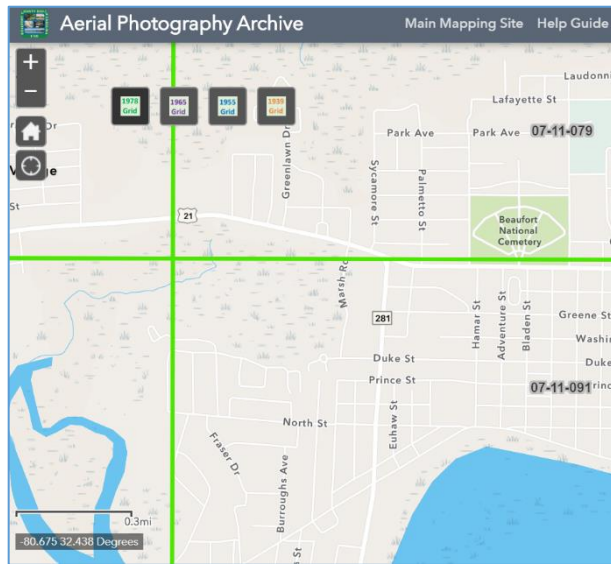 Aerial Photography Archive
Main Mapping Site Help Guide
+
−
1978 Grid
1965 Grid
1955 Grid
1939 Grid
Laudonni
Lafayette St
Park Ave
Park Ave
07-11-079
Dr
Greenlawn Dr
Sycamore St
Palmetto St
St
21
Beaufort
National
Cemetery
Marsh Rd
281
Hamar St
Adventure St
Bladen St
Greene St
Washin
Duke St
Duke
Prince St
07-11-091
rinc
North St
Euhaw St
Fraser Dr
Burroughs Ave
St
0.3mi
-80.675 32.438 Degrees